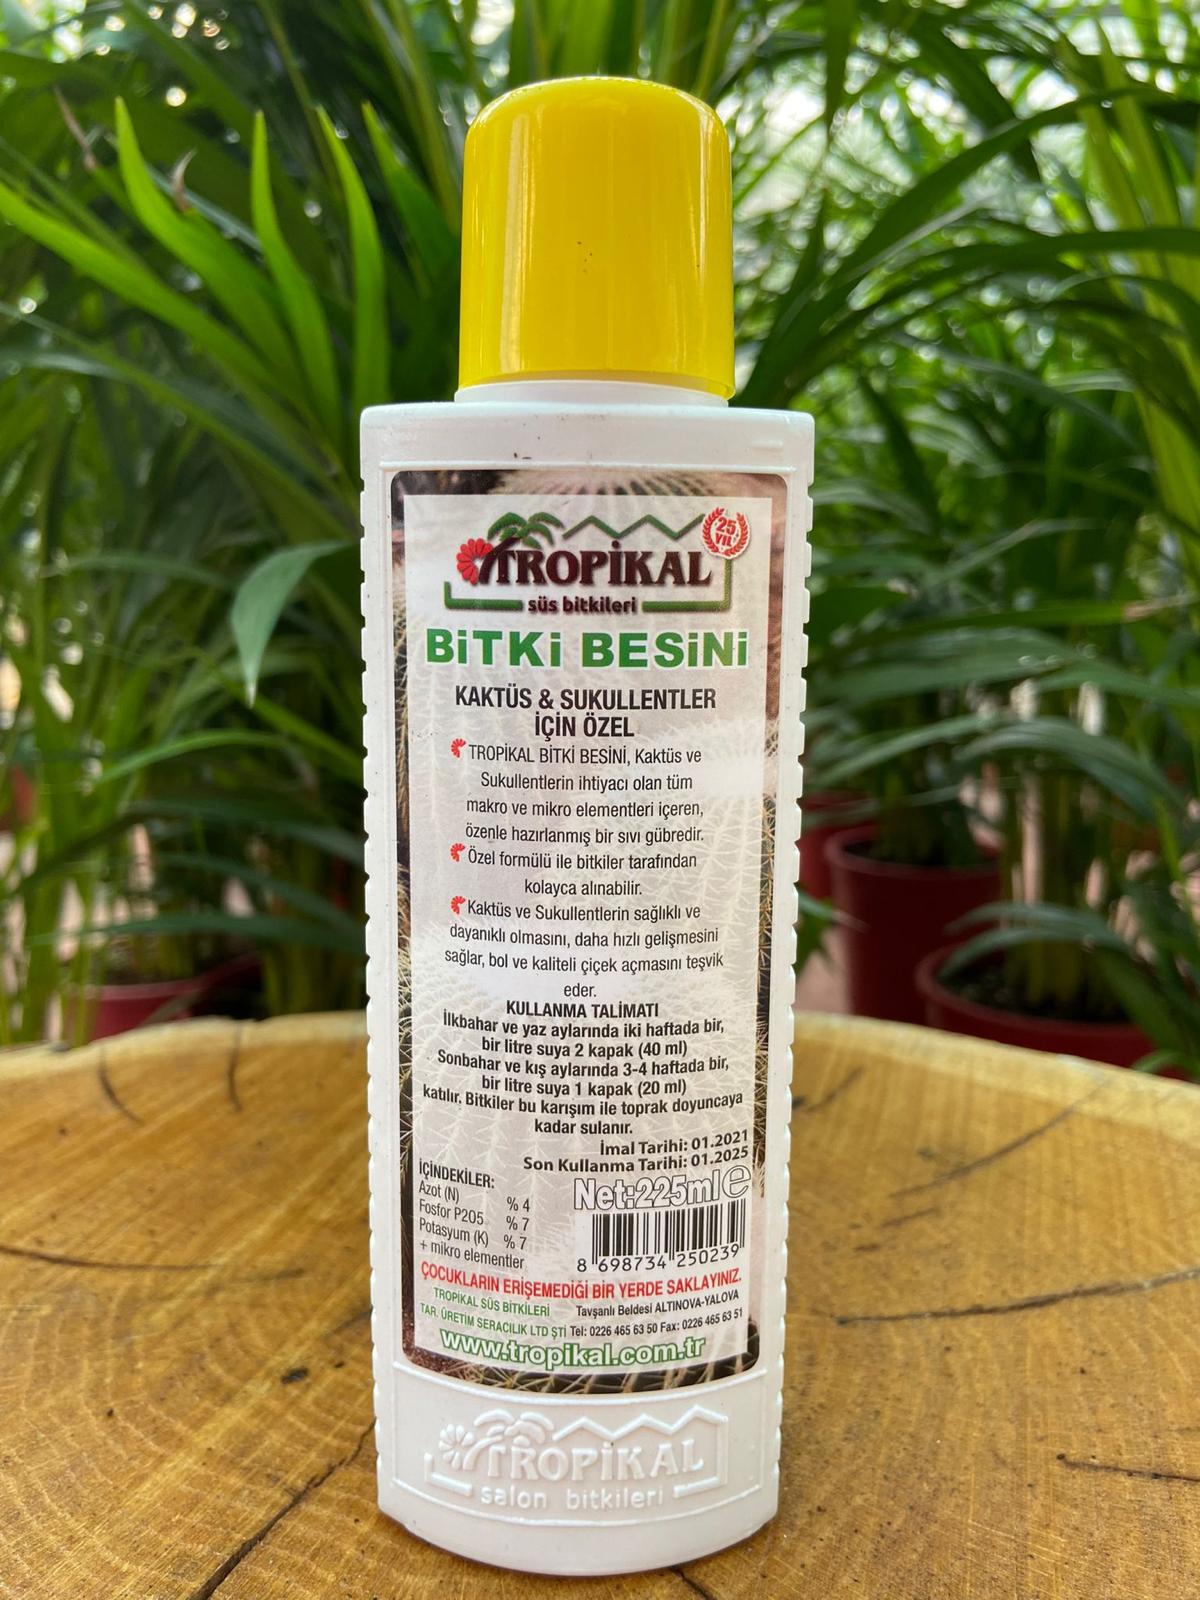 25. YIL
TROPİKAL
süs bitkileri
BiTKi BESiNi
KAKTÜS & SUKULLENTLER
İÇİN ÖZEL
TROPİKAL BİTKİ BESİNİ, Kaktüs ve
Sukullentlerin ihtiyacı olan tüm
makro ve mikro elementleri içeren,
özenle hazırlanmış bir sıvı gübredir.
Özel formülü ile bitkiler tarafından
kolayca alınabilir.
Kaktüs ve Sukullentlerin sağlıklı ve
dayanıklı olmasını, daha hızlı gelişmesini
sağlar, bol ve kaliteli çiçek açmasını teşvik
eder.
KULLANMA TALİMATI
İlkbahar ve yaz aylarında iki haftada bir,
bir litre suya 2 kapak (40 ml)
Sonbahar ve kış aylarında 3-4 haftada bir,
bir litre suya 1 kapak (20 ml)
katılır. Bitkiler bu karışım ile toprak doyuncaya
kadar sulanır.
İmal Tarihi: 01.2021
Son Kullanma Tarihi: 01.2025
İÇİNDEKİLER:
Azot (N) % 4
Fosfor P2O5 % 7
Potasyum (K) % 7
+ mikro elementler
Net:225ml e
8 698734 250239
ÇOCUKLARIN ERİŞEMEDİĞİ BİR YERDE SAKLAYINIZ.
TROPİKAL SÜS BİTKİLERİ Tavşanlı Beldesi ALTINOVA-YALOVA
TAR. ÜRETİM SERACILIK LTD ŞTİ Tel: 0226 465 63 50 Fax: 0226 465 63 51
www.tropikal.com.tr
TROPİKAL
salon bitkileri